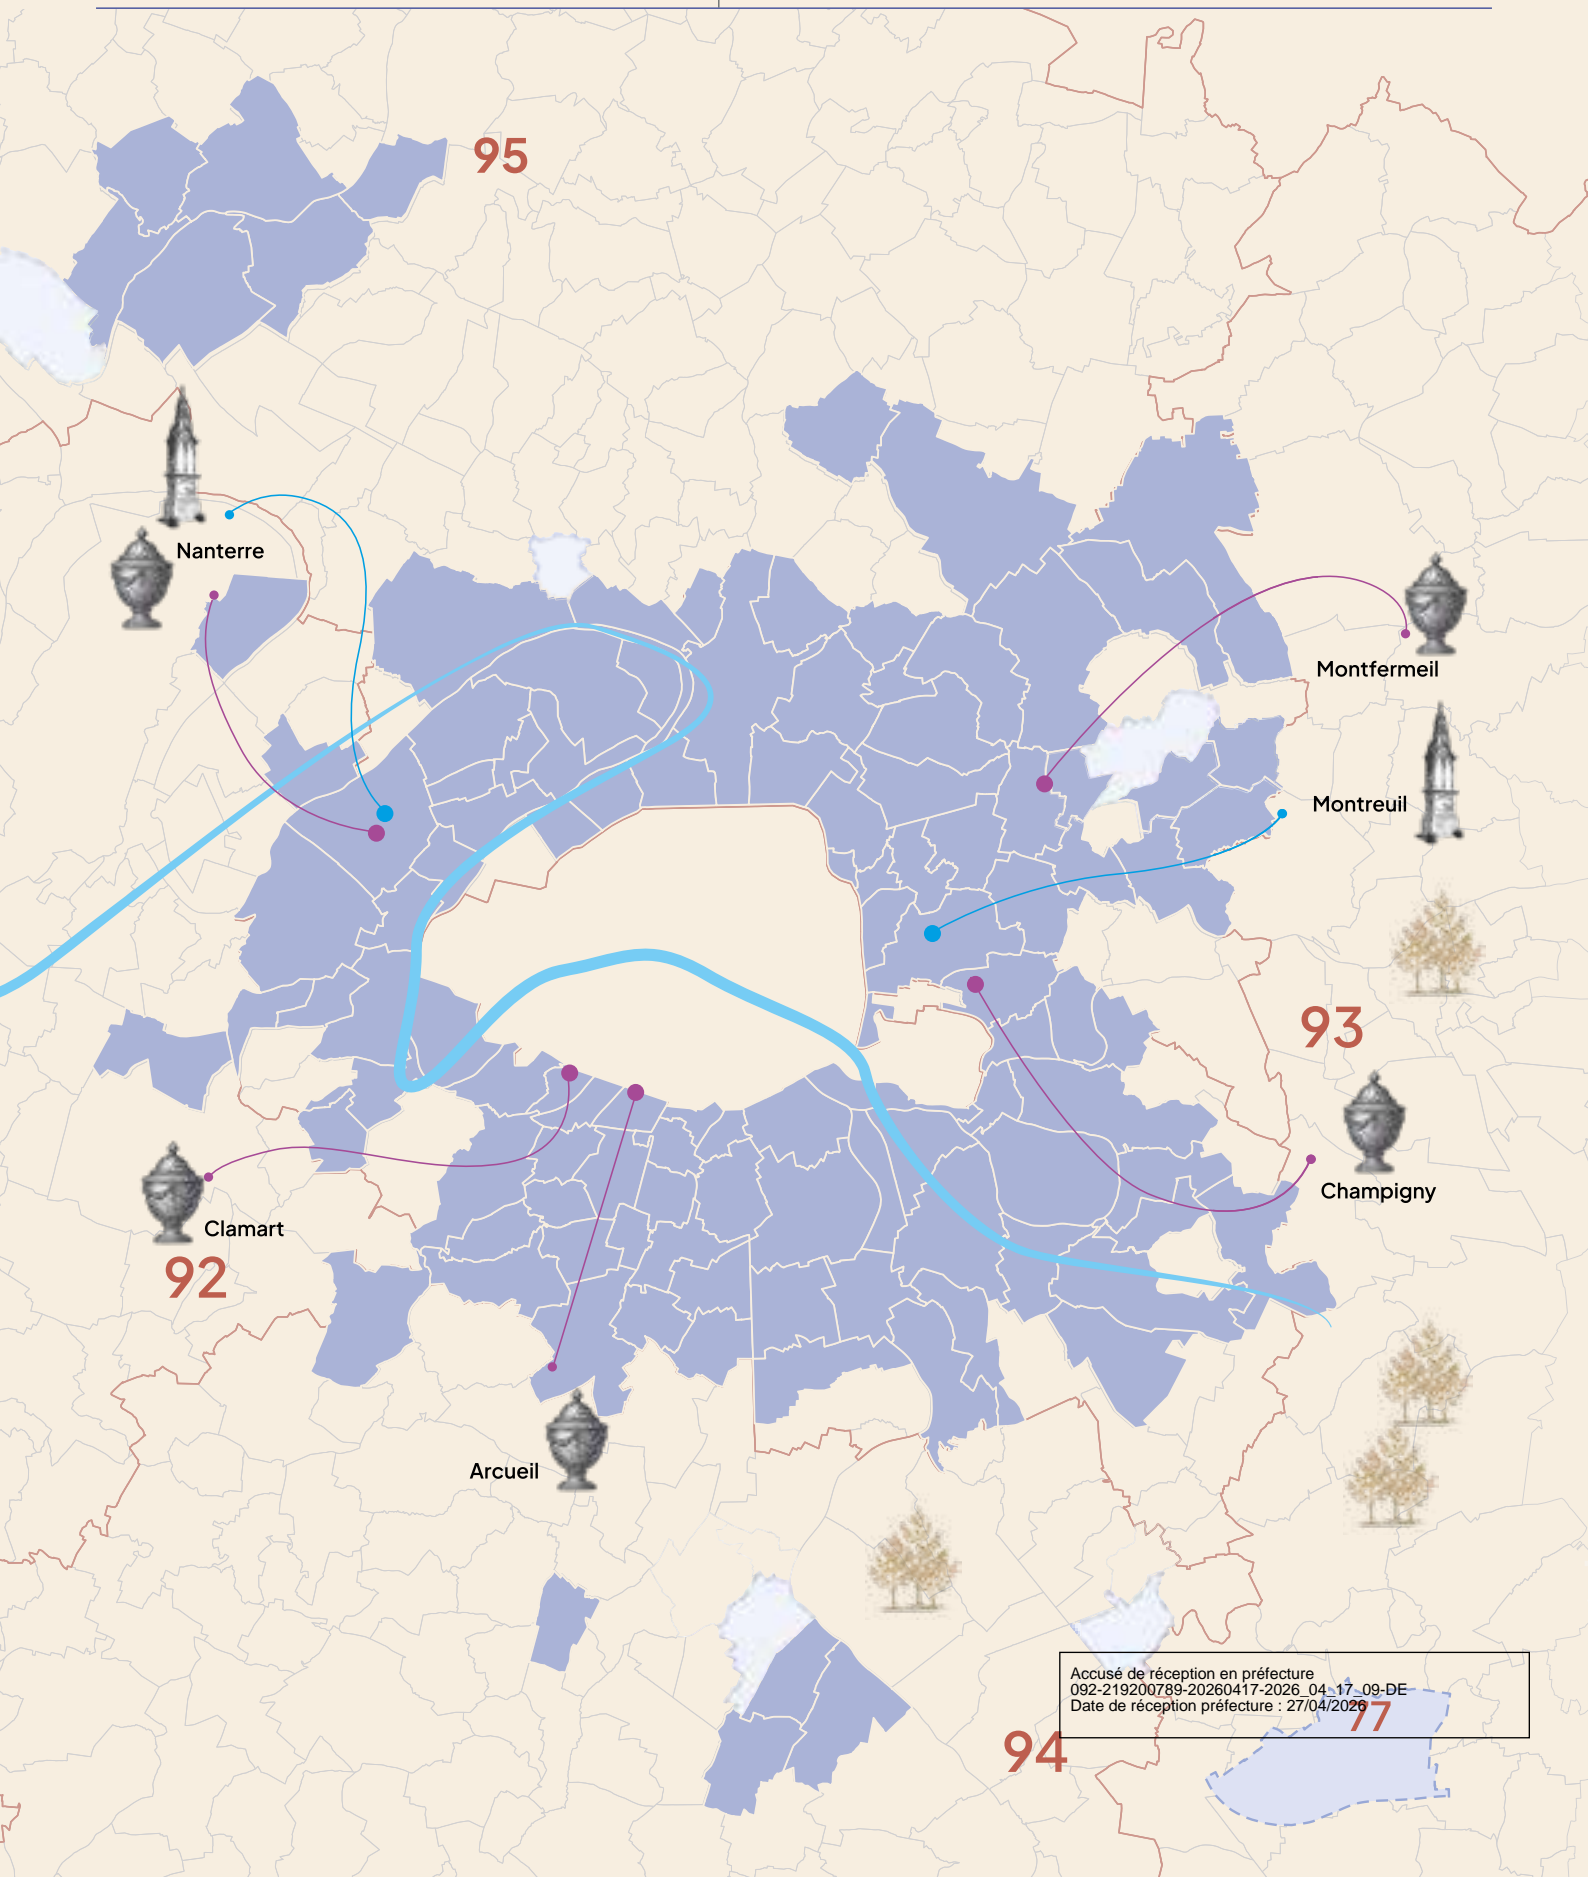 95
Nanterre
Montfermeil
Montreuil
93
Champigny
Clamart
92
Arcueil
Accusé de réception en préfecture
092-219200789-20260417-2026_04_17_09-DE
Date de réception préfecture : 27/04/2026
77
94